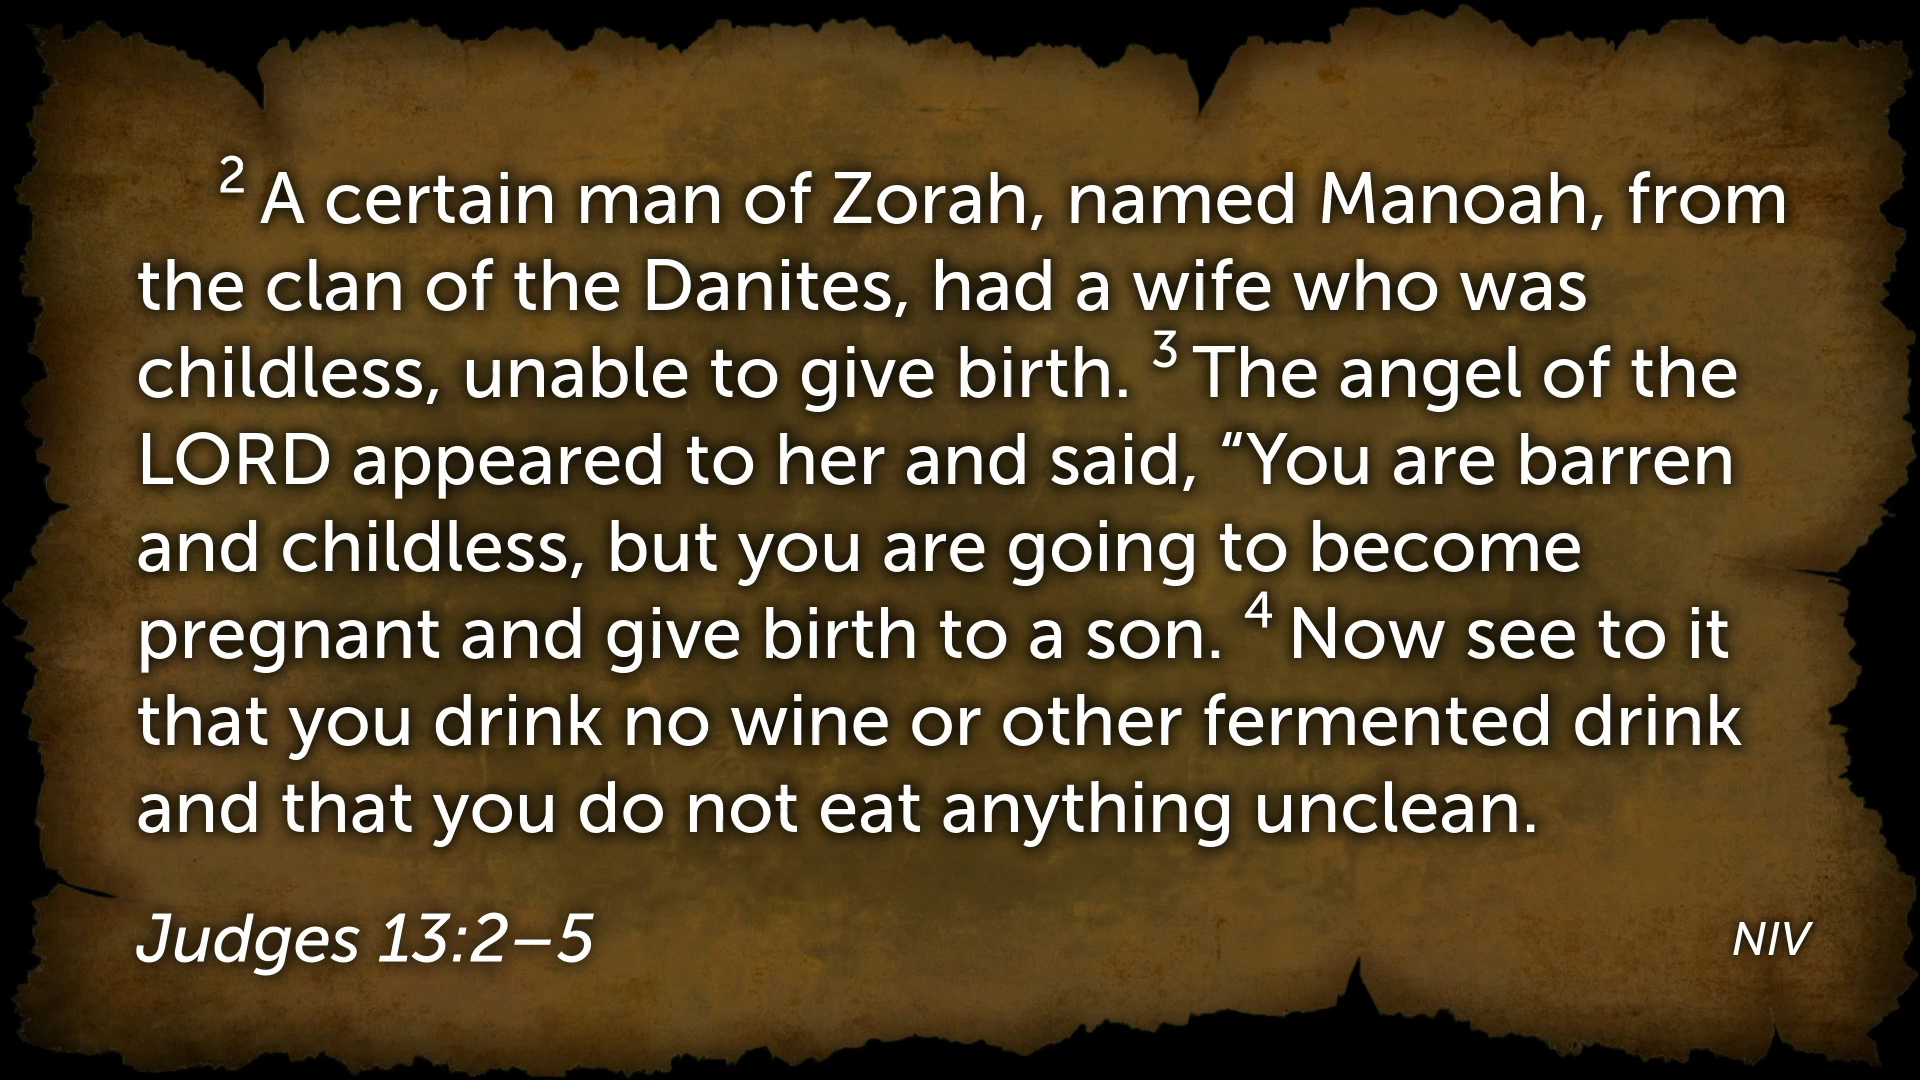 2 A certain man of Zorah, named Manoah, from
the clan of the Danites, had a wife who was
childless, unable to give birth. 3 The angel of the
LORD appeared to her and said, “You are barren
and childless, but you are going to become
pregnant and give birth to a son. 4 Now see to it
that you drink no wine or other fermented drink
and that you do not eat anything unclean.
Judges 13:2–5
NIV